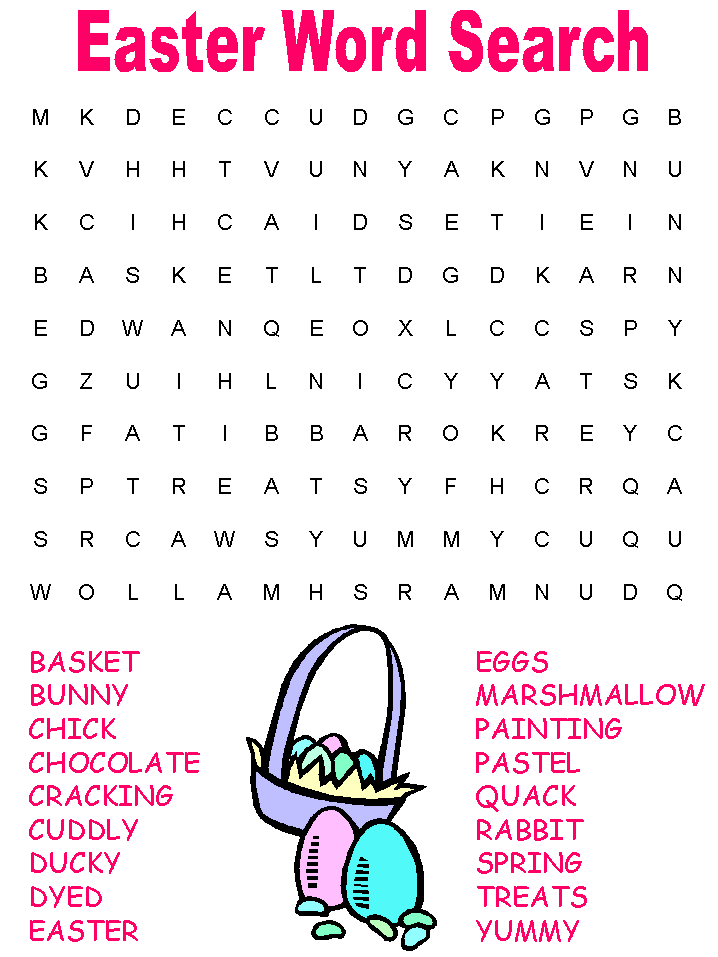 Easter Word Search
M K D E C C U D G C P G P G B
K V H H T V U N Y A K N V N U
K C I H C A I D S E T I E I N
B A S K E T L T D G D K A R N
E D W A N Q E O X L C C S P Y
G Z U I H L N I C Y Y A T S K
G F A T I B B A R O K R E Y C
S P T R E A T S Y F H C R Q A
S R C A W S Y U M M Y C U Q U
W O L L A M H S R A M N U D Q
BASKET EGGS
BUNNY MARSHMALLOW
CHICK PAINTING
CHOCOLATE PASTEL
CRACKING QUACK
CUDDLY RABBIT
DUCKY SPRING
DYED TREATS
EASTER YUMMY